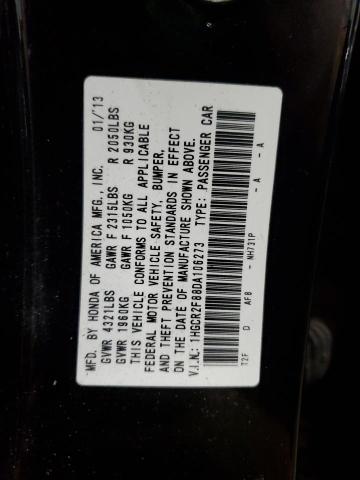 MFD. BY HONDA OF AMERICA MFG., INC. 01/'13
GVWR 4321LBS GAWR F 2315LBS R 2050LBS
GVWR 1960KG GAWR F 1050KG R 930KG
THIS VEHICLE CONFORMS TO ALL APPLICABLE
FEDERAL MOTOR VEHICLE SAFETY, BUMPER,
AND THEFT PREVENTION STANDARDS IN EFFECT
ON THE DATE OF MANUFACTURE SHOWN ABOVE.
V.I.N.: 1HGCR2F88DA106273 TYPE: PASSENGER CAR
T2F D AF8 - NH731P - A - A